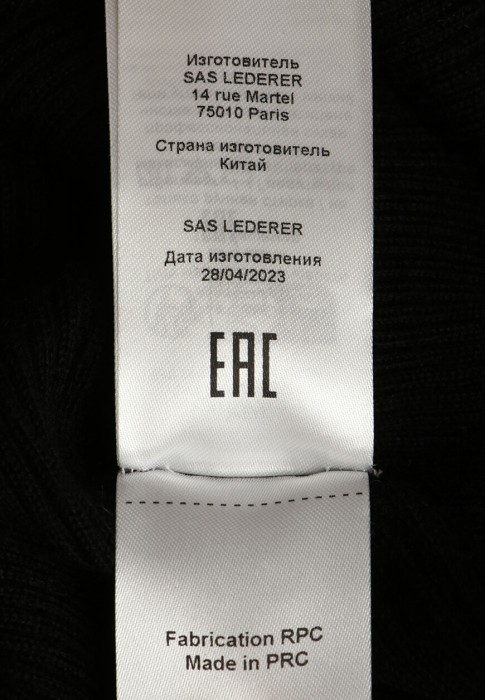 Изготовитель
SAS LEDERER
14 rue Martel
75010 Paris
Страна изготовитель
Китай
SAS LEDERER
Дата изготовления
28/04/2023
EAC
Fabrication RPC
Made in PRC